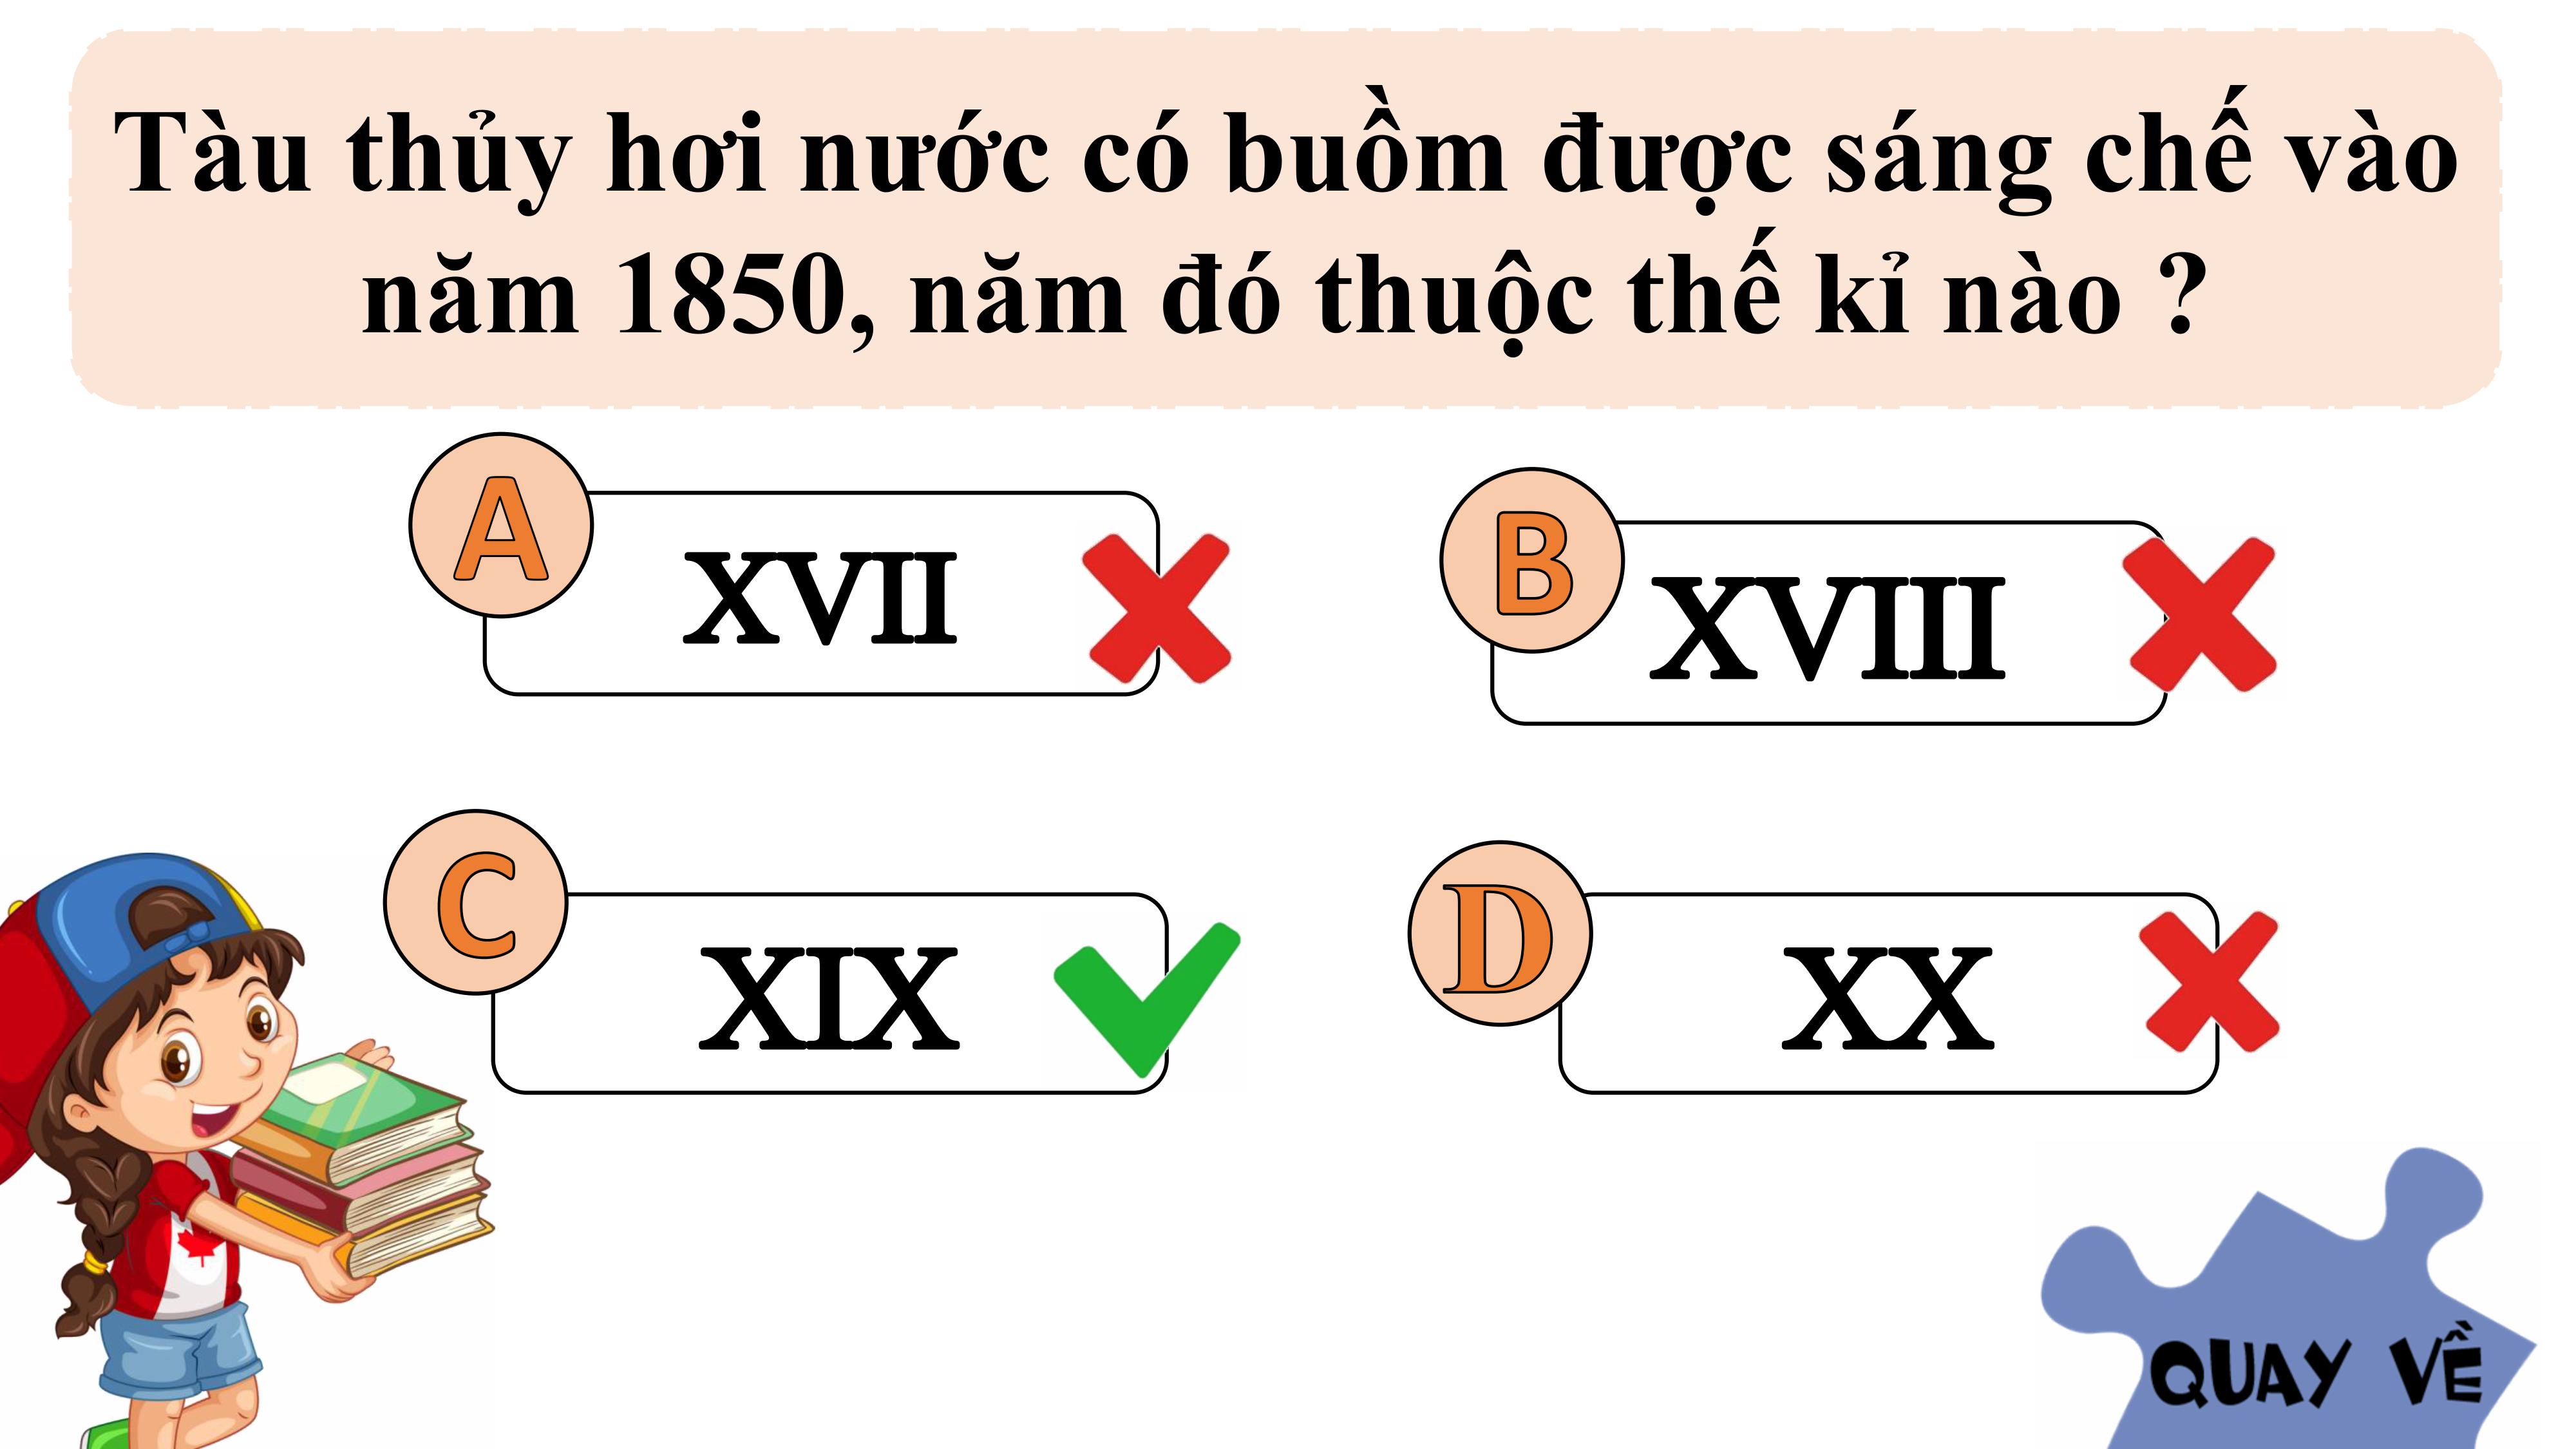 Tàu thủy hơi nước có buồm được sáng chế vào
năm 1850, năm đó thuộc thế kỉ nào ?
A
XVII
B
XVIII
C
XIX
D
XX
QUAY VỀ